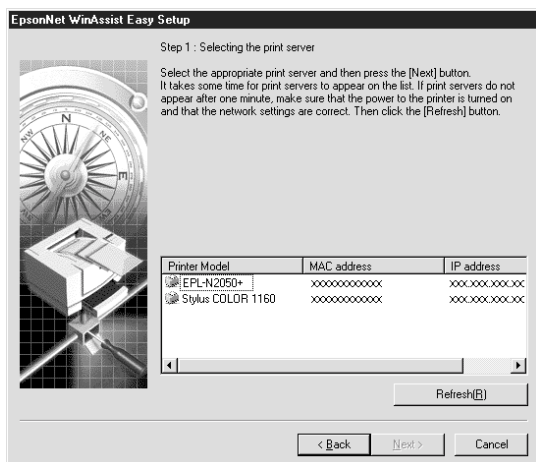 EpsonNet WinAssist Easy Setup
Step 1 : Selecting the print server
Select the appropriate print server and then press the [Next] button.
It takes some time for print servers to appear on the list. If print servers do not
appear after one minute, make sure that the power to the printer is turned on
and that the network settings are correct. Then click the [Refresh] button.
N
NE
E
NW
Printer Model MAC address IP address
EPL-N2050+ xxxxxxxxxxxx xxx.xxx.xxx.xx
Stylus COLOR 1160 xxxxxxxxxxxx xxx.xxx.xxx.xx
Refresh(R)
< Back Next > Cancel